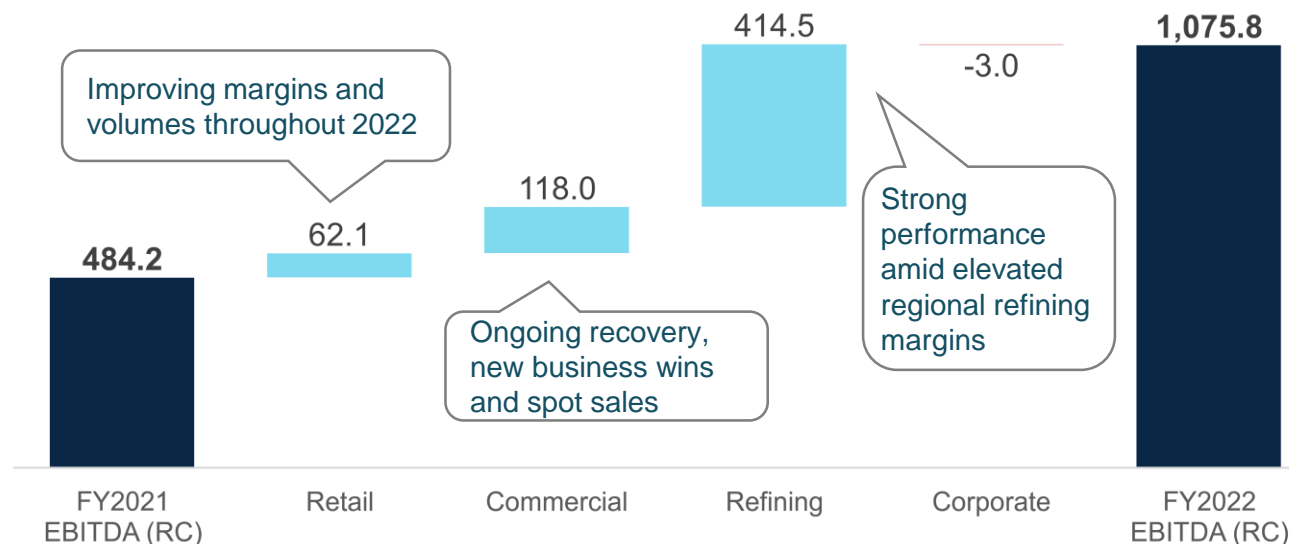 414.5
1,075.8
-3.0
Improving margins and
volumes throughout 2022
118.0
62.1
484.2
Strong
performance
amid elevated
regional refining
margins
Ongoing recovery,
new business wins
and spot sales
FY2021
EBITDA (RC)
Retail
Commercial
Refining
Corporate
FY2022
EBITDA (RC)